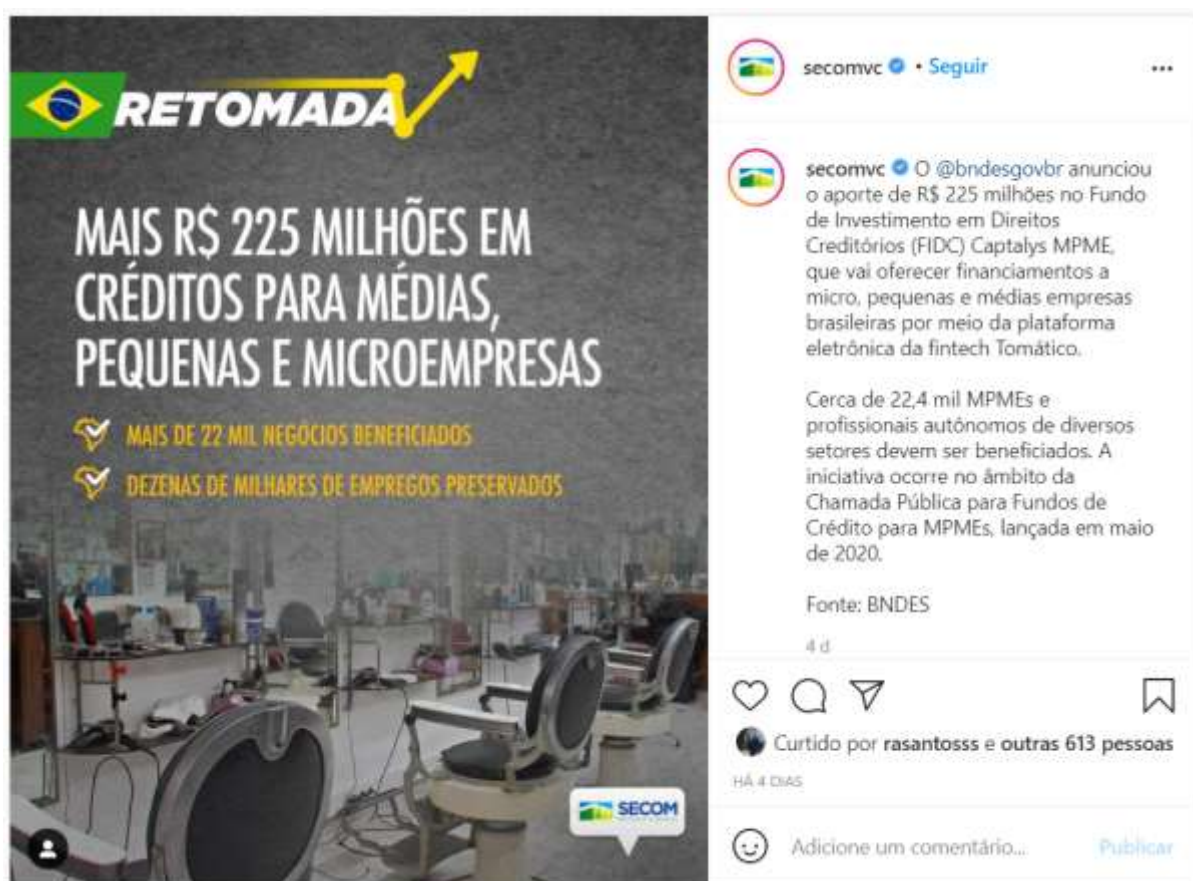 RETOMADA
MAIS R$ 225 MILHÕES EM
CRÉDITOS PARA MÉDIAS,
PEQUENAS E MICROEMPRESAS
MAIS DE 22 MIL NEGÓCIOS BENEFICIADOS
DEZENAS DE MILHARES DE EMPREGOS PRESERVADOS
SECOM
secomvc • Seguir
secomvc O @bndesgovbr anunciou
o aporte de R$ 225 milhões no Fundo
de Investimento em Direitos
Creditórios (FIDC) Captalys MPME,
que vai oferecer financiamentos a
micro, pequenas e médias empresas
brasileiras por meio da plataforma
eletrônica da fintech Tomático.
Cerca de 22,4 mil MPMEs e
profissionais autônomos de diversos
setores devem ser beneficiados. A
iniciativa ocorre no âmbito da
Chamada Pública para Fundos de
Crédito para MPMEs, lançada em maio
de 2020.
Fonte: BNDES
4 d
Curtido por rasantosss e outras 613 pessoas
HÁ 4 DIAS
Adicione um comentário... Publicar